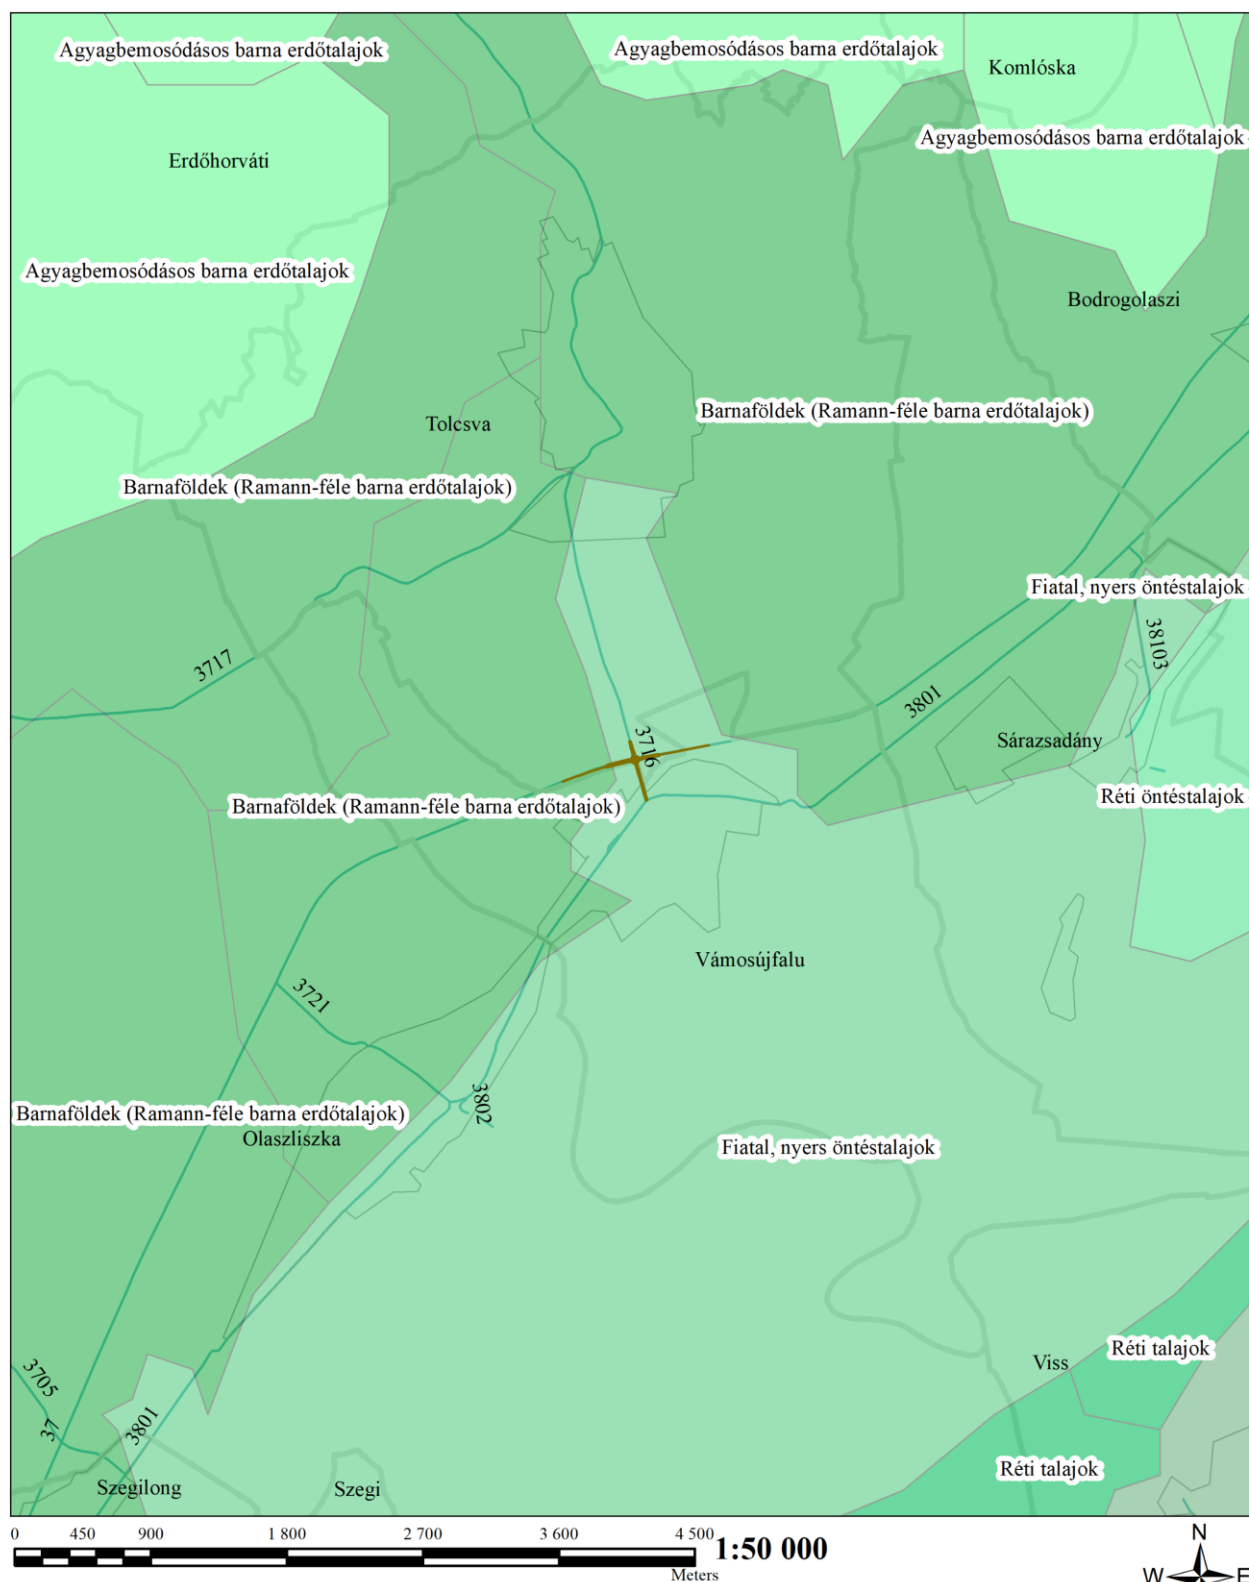 Agyagbemosódásos barna erdőtalajok
Agyagbemosódásos barna erdőtalajok
Komlóska
Agyagbemosódásos barna erdőtalajok
Erdőhorváti
Agyagbemosódásos barna erdőtalajok
Bodrogolaszi
Barnaföldek (Ramann-féle barna erdőtalajok)
Tolcsva
Barnaföldek (Ramann-féle barna erdőtalajok)
Fiatal, nyers öntéstalajok
38103
3717
3801
3716
Sárazsadány
Réti öntéstalajok
Barnaföldek (Ramann-féle barna erdőtalajok)
Vámosújfalu
3721
3802
Barnaföldek (Ramann-féle barna erdőtalajok)
Olaszliszka
Fiatal, nyers öntéstalajok
Réti talajok
Viss
3705
37
3801
Réti talajok
Szegilong
Szegi
0 450 900 1 800 2 700 3 600 4 500
Meters
1:50 000
N
W E